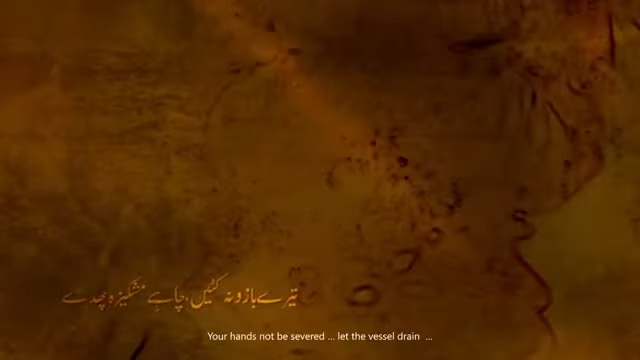 تیرے بازو نہ کٹیں، چاہے مشکیزہ چھدے
Your hands not be severed ... let the vessel drain ...